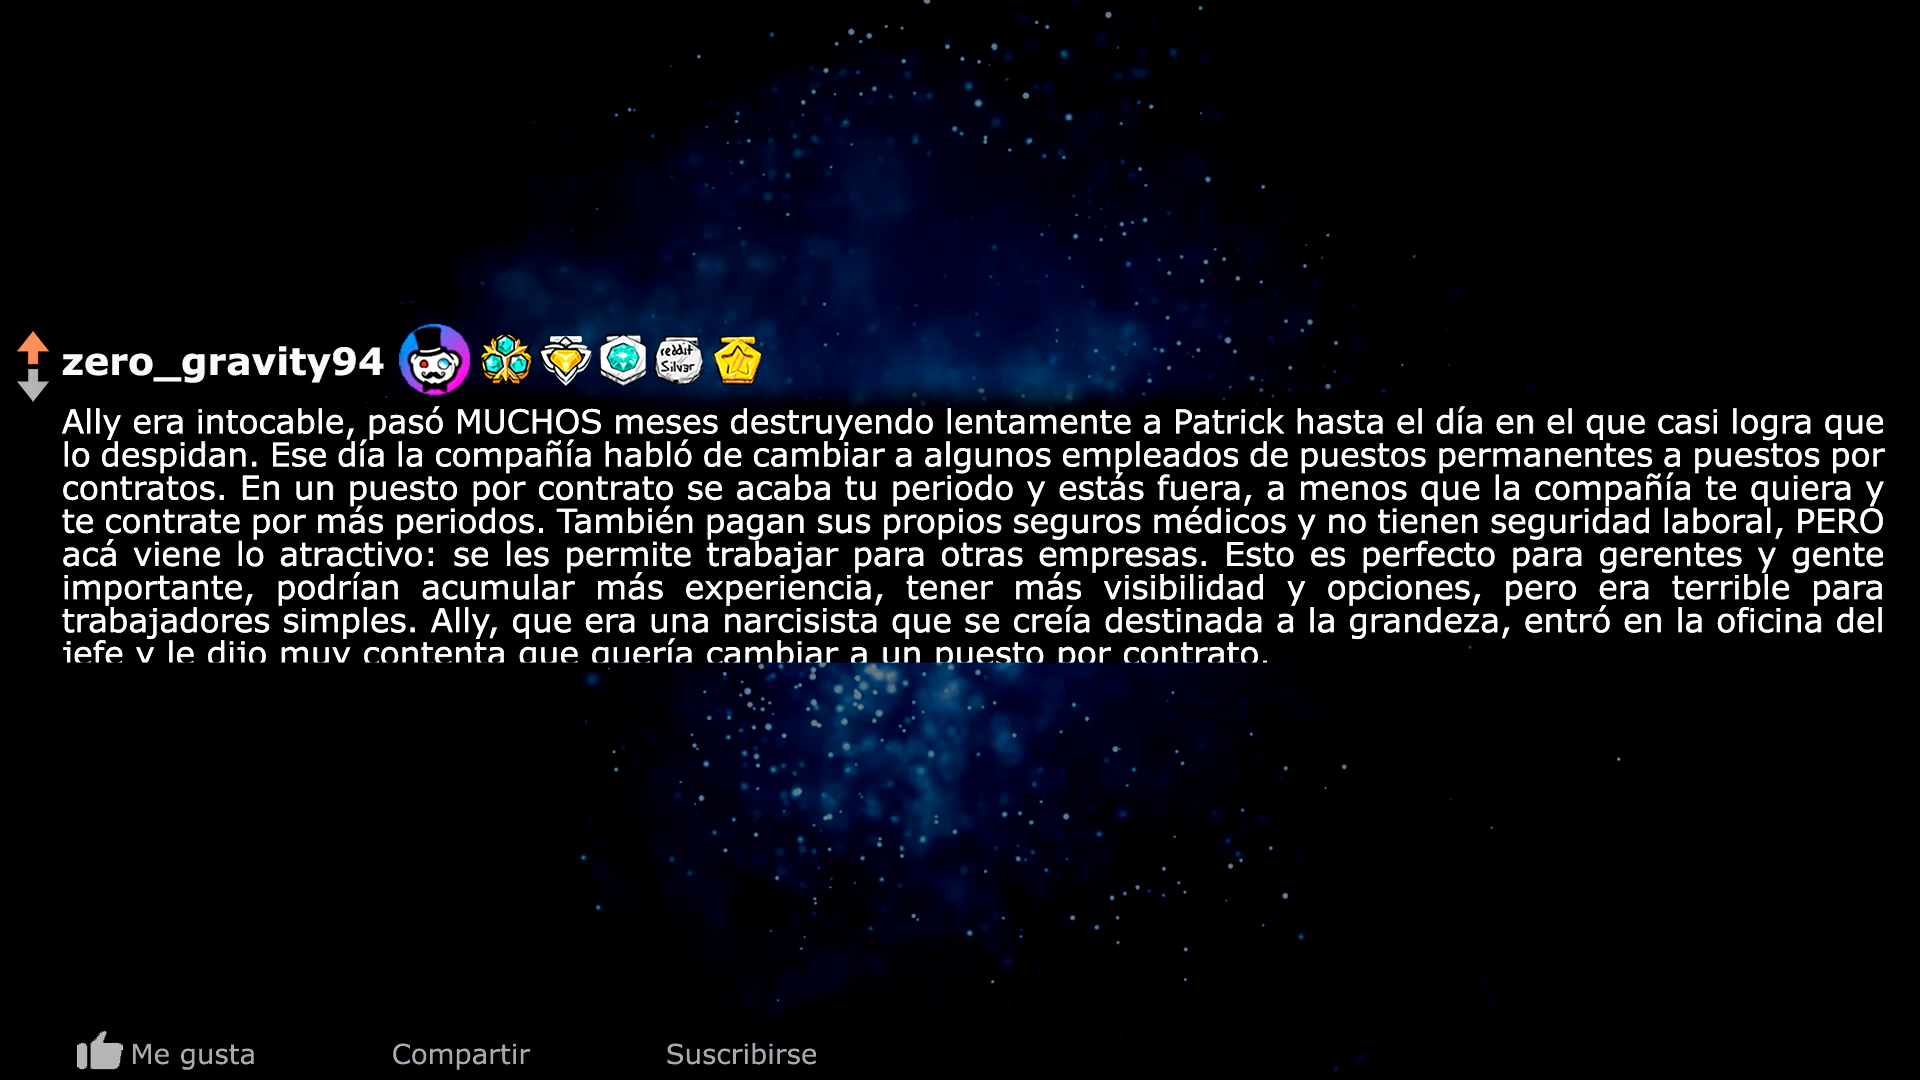 zero_gravity94
reddit
Silver
Ally era intocable, pasó MUCHOS meses destruyendo lentamente a Patrick hasta el día en el que casi logra que
lo despidan. Ese día la compañía habló de cambiar a algunos empleados de puestos permanentes a puestos por
contratos. En un puesto por contrato se acaba tu periodo y estás fuera, a menos que la compañía te quiera y
te contrate por más periodos. También pagan sus propios seguros médicos y no tienen seguridad laboral, PERO
acá viene lo atractivo: se les permite trabajar para otras empresas. Esto es perfecto para gerentes y gente
importante, podrían acumular más experiencia, tener más visibilidad y opciones, pero era terrible para
trabajadores simples. Ally, que era una narcisista que se creía destinada a la grandeza, entró en la oficina del
jefe y le dijo muy contenta que quería cambiar a un puesto por contrato.
Me gusta
Compartir
Suscribirse